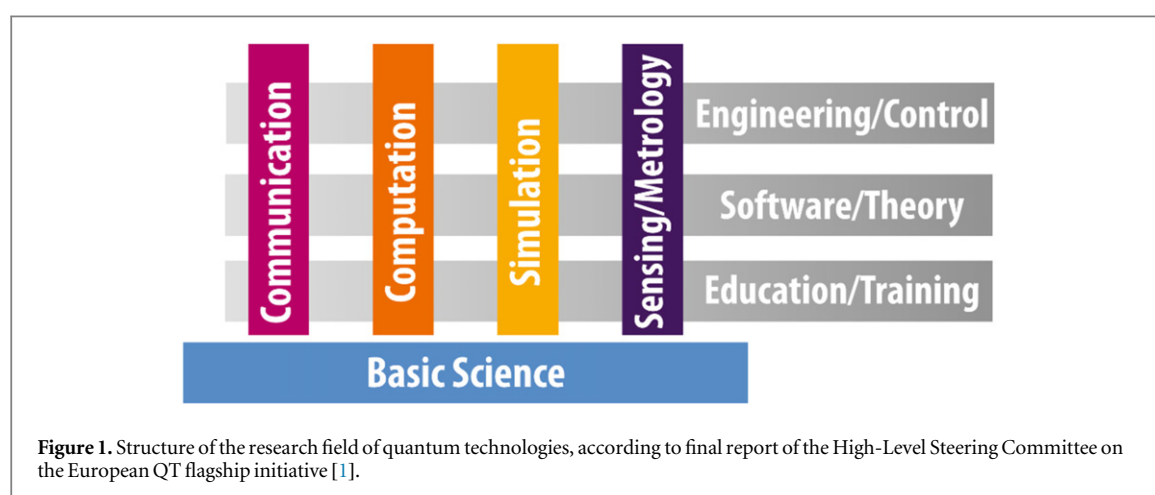 Communication
Computation
Simulation
Sensing/Metrology
Engineering/Control
Software/Theory
Education/Training
Basic Science
Figure 1. Structure of the research field of quantum technologies, according to final report of the High-Level Steering Committee on
the European QT flagship initiative [1].